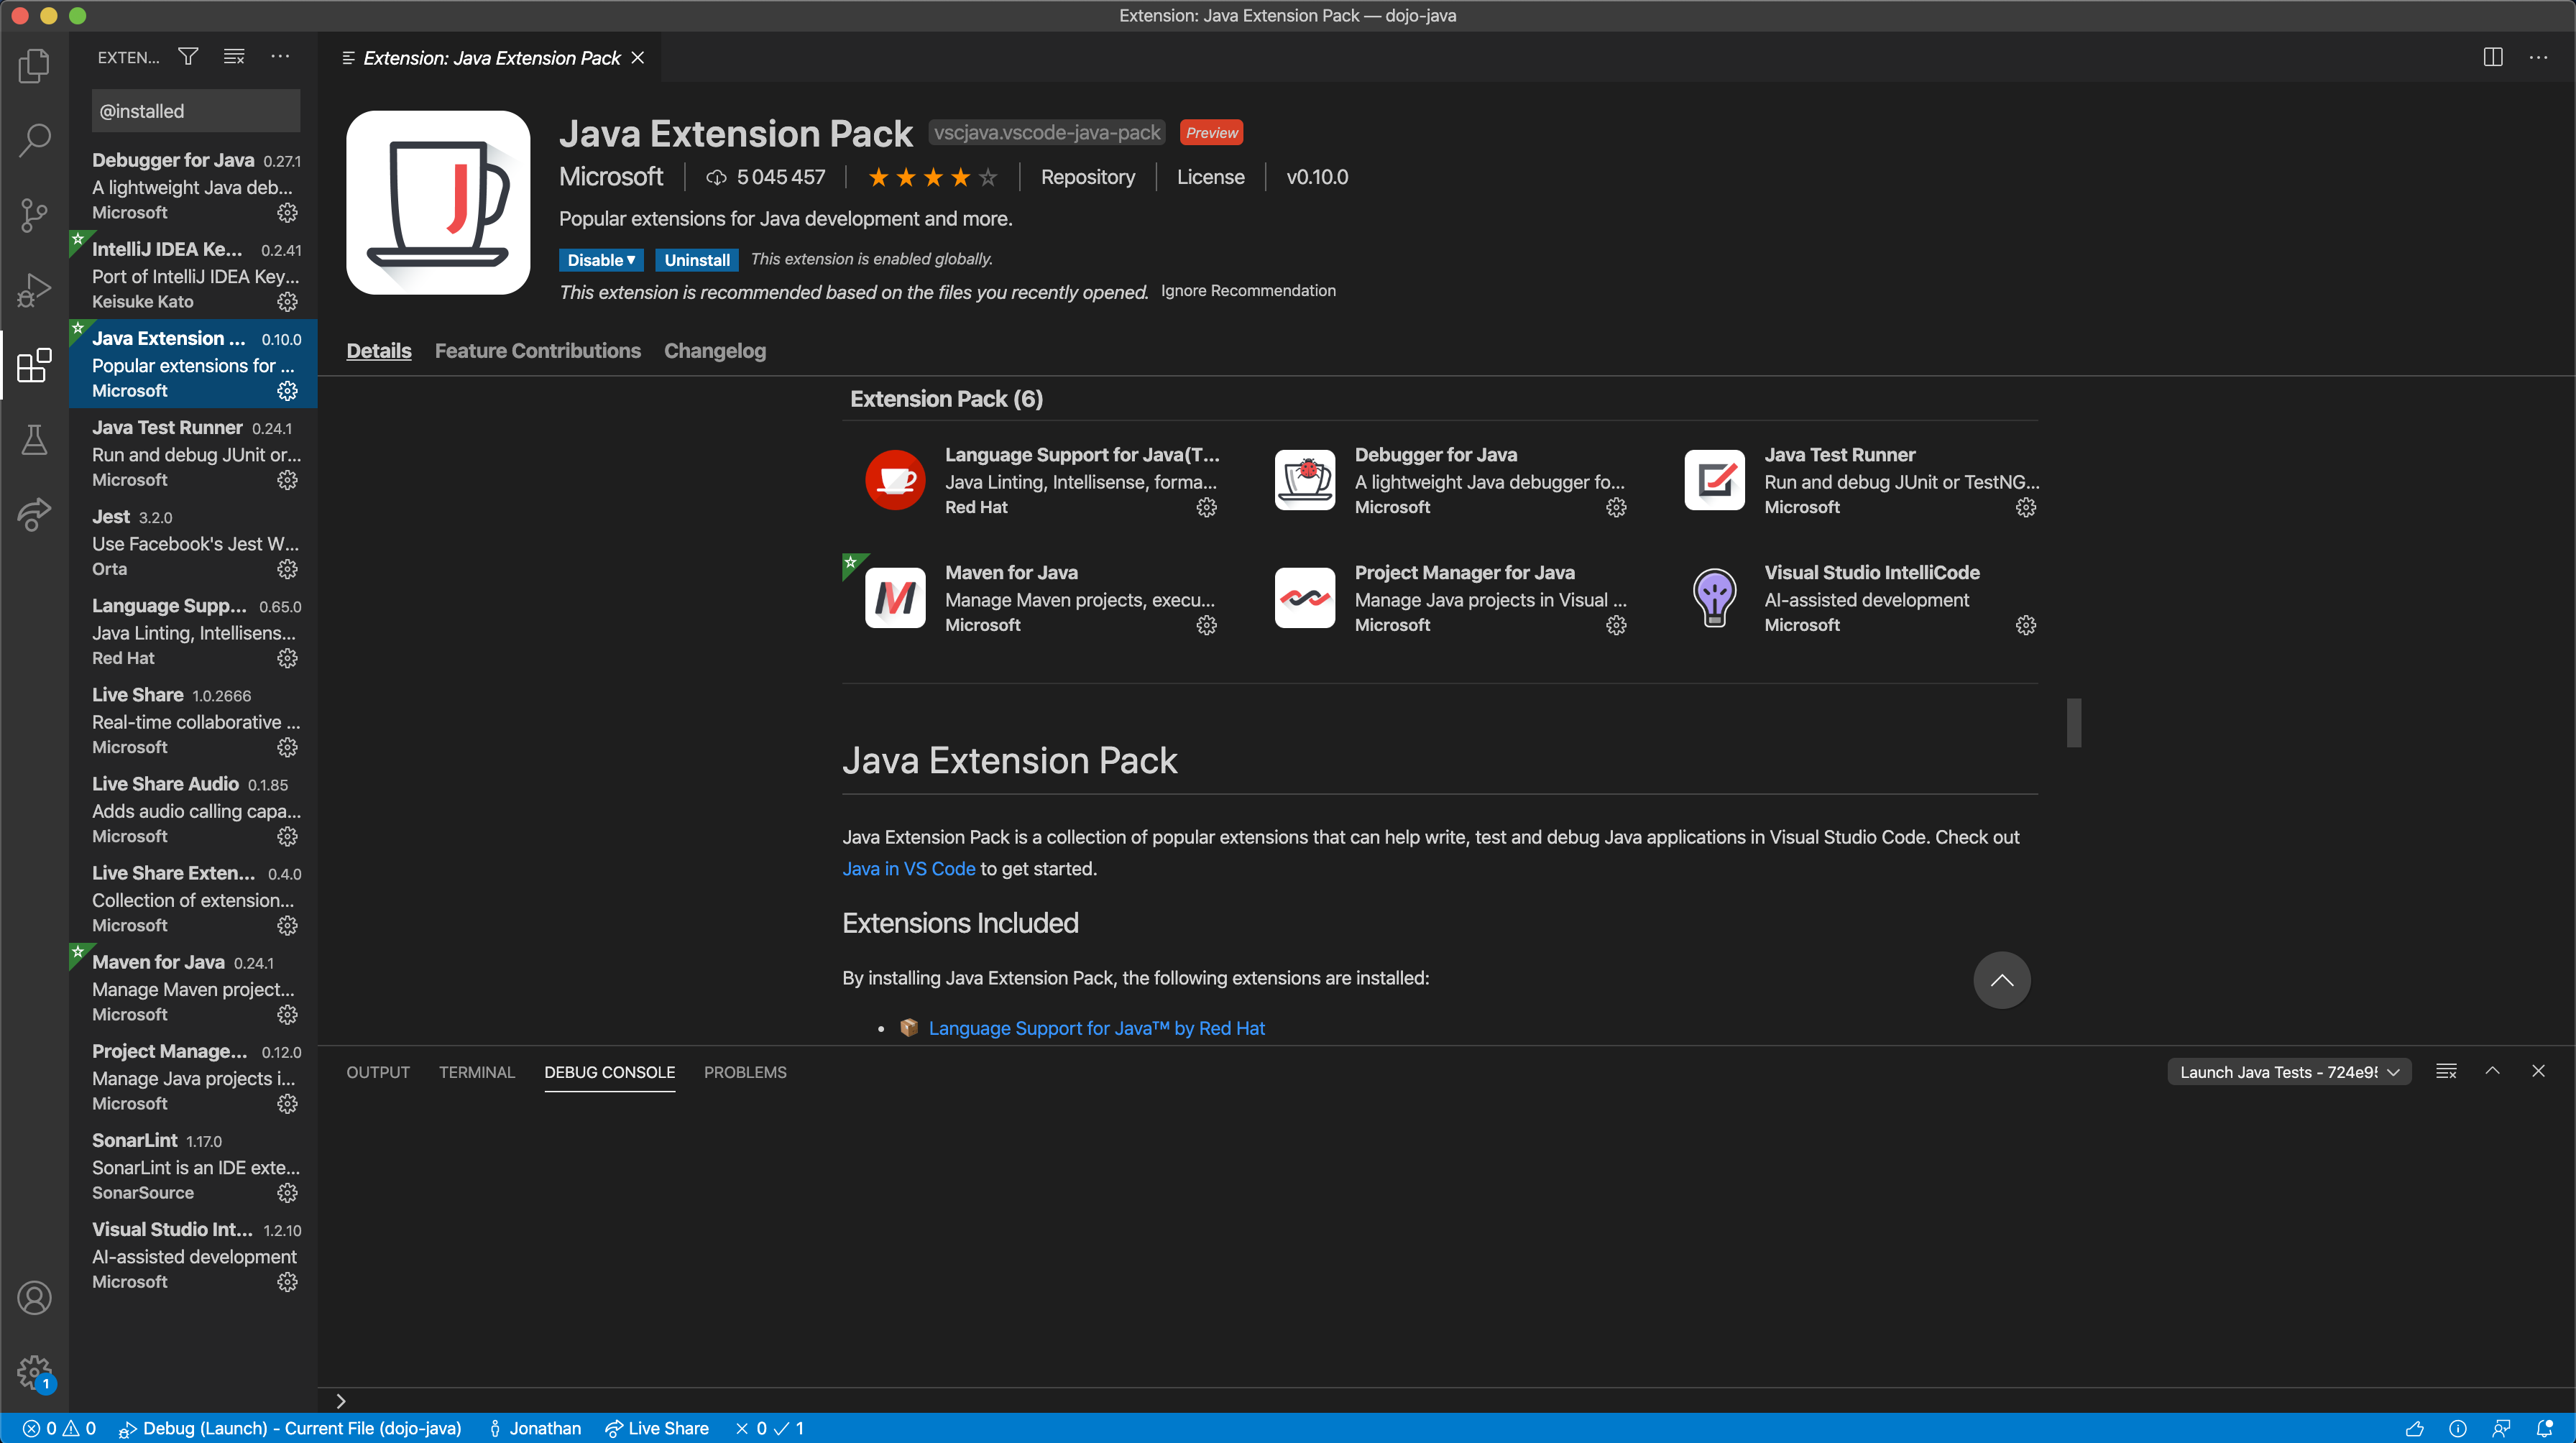 Extension: Java Extension Pack — dojo-java
EXTEN...
@installed
Debugger for Java 0.27.1
A lightweight Java deb...
Microsoft
IntelliJ IDEA Ke... 0.2.41
Port of IntelliJ IDEA Key...
Keisuke Kato
Java Extension ... 0.10.0
Popular extensions for ...
Microsoft
Java Test Runner 0.24.1
Run and debug JUnit or...
Microsoft
Jest 3.2.0
Use Facebook's Jest W...
Orta
Language Supp... 0.65.0
Java Linting, Intellisens...
Red Hat
Live Share 1.0.2666
Real-time collaborative ...
Microsoft
Live Share Audio 0.1.85
Adds audio calling capa...
Microsoft
Live Share Exten... 0.4.0
Collection of extension...
Microsoft
Maven for Java 0.24.1
Manage Maven project...
Microsoft
Project Manage... 0.12.0
Manage Java projects i...
Microsoft
SonarLint 1.17.0
SonarLint is an IDE exte...
SonarSource
Visual Studio Int... 1.2.10
AI-assisted development
Microsoft
1
Extension: Java Extension Pack
Java Extension Pack vscjava.vscode-java-pack Preview
Microsoft 5 045 457 Repository License v0.10.0
Popular extensions for Java development and more.
Disable Uninstall This extension is enabled globally.
This extension is recommended based on the files you recently opened. Ignore Recommendation
Details Feature Contributions Changelog
Extension Pack (6)
Language Support for Java(T...
Java Linting, Intellisense, forma...
Red Hat
Debugger for Java
A lightweight Java debugger fo...
Microsoft
Java Test Runner
Run and debug JUnit or TestNG...
Microsoft
Maven for Java
Manage Maven projects, execu...
Microsoft
Project Manager for Java
Manage Java projects in Visual ...
Microsoft
Visual Studio IntelliCode
AI-assisted development
Microsoft
Java Extension Pack
Java Extension Pack is a collection of popular extensions that can help write, test and debug Java applications in Visual Studio Code. Check out
Java in VS Code to get started.
Extensions Included
By installing Java Extension Pack, the following extensions are installed:
• 📦 Language Support for Java™ by Red Hat
OUTPUT TERMINAL DEBUG CONSOLE PROBLEMS
Launch Java Tests - 724e95
0 0 Debug (Launch) - Current File (dojo-java) Jonathan Live Share 0 1